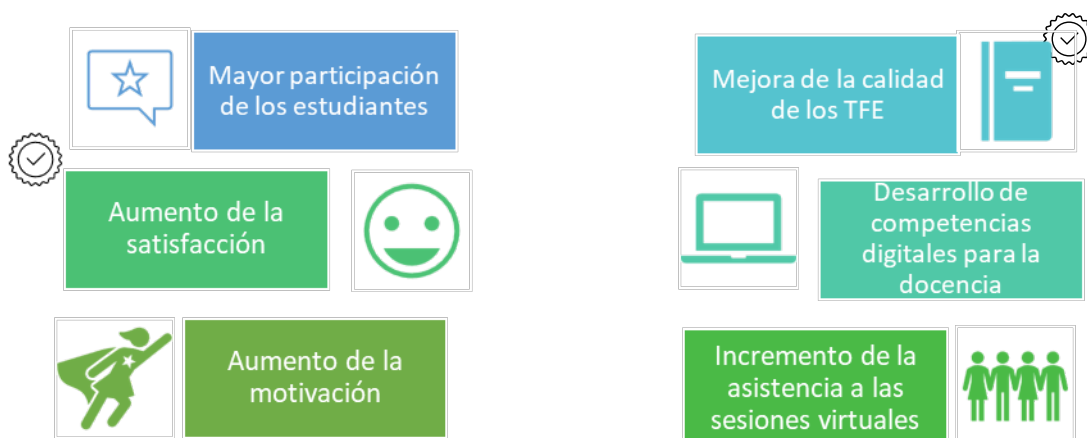 Mayor participación
de los estudiantes
Aumento de la
satisfacción
Aumento de la
motivación
Mejora de la calidad
de los TFE
Desarrollo de
competencias
digitales para la
docencia
Incremento de la
asistencia a las
sesiones virtuales